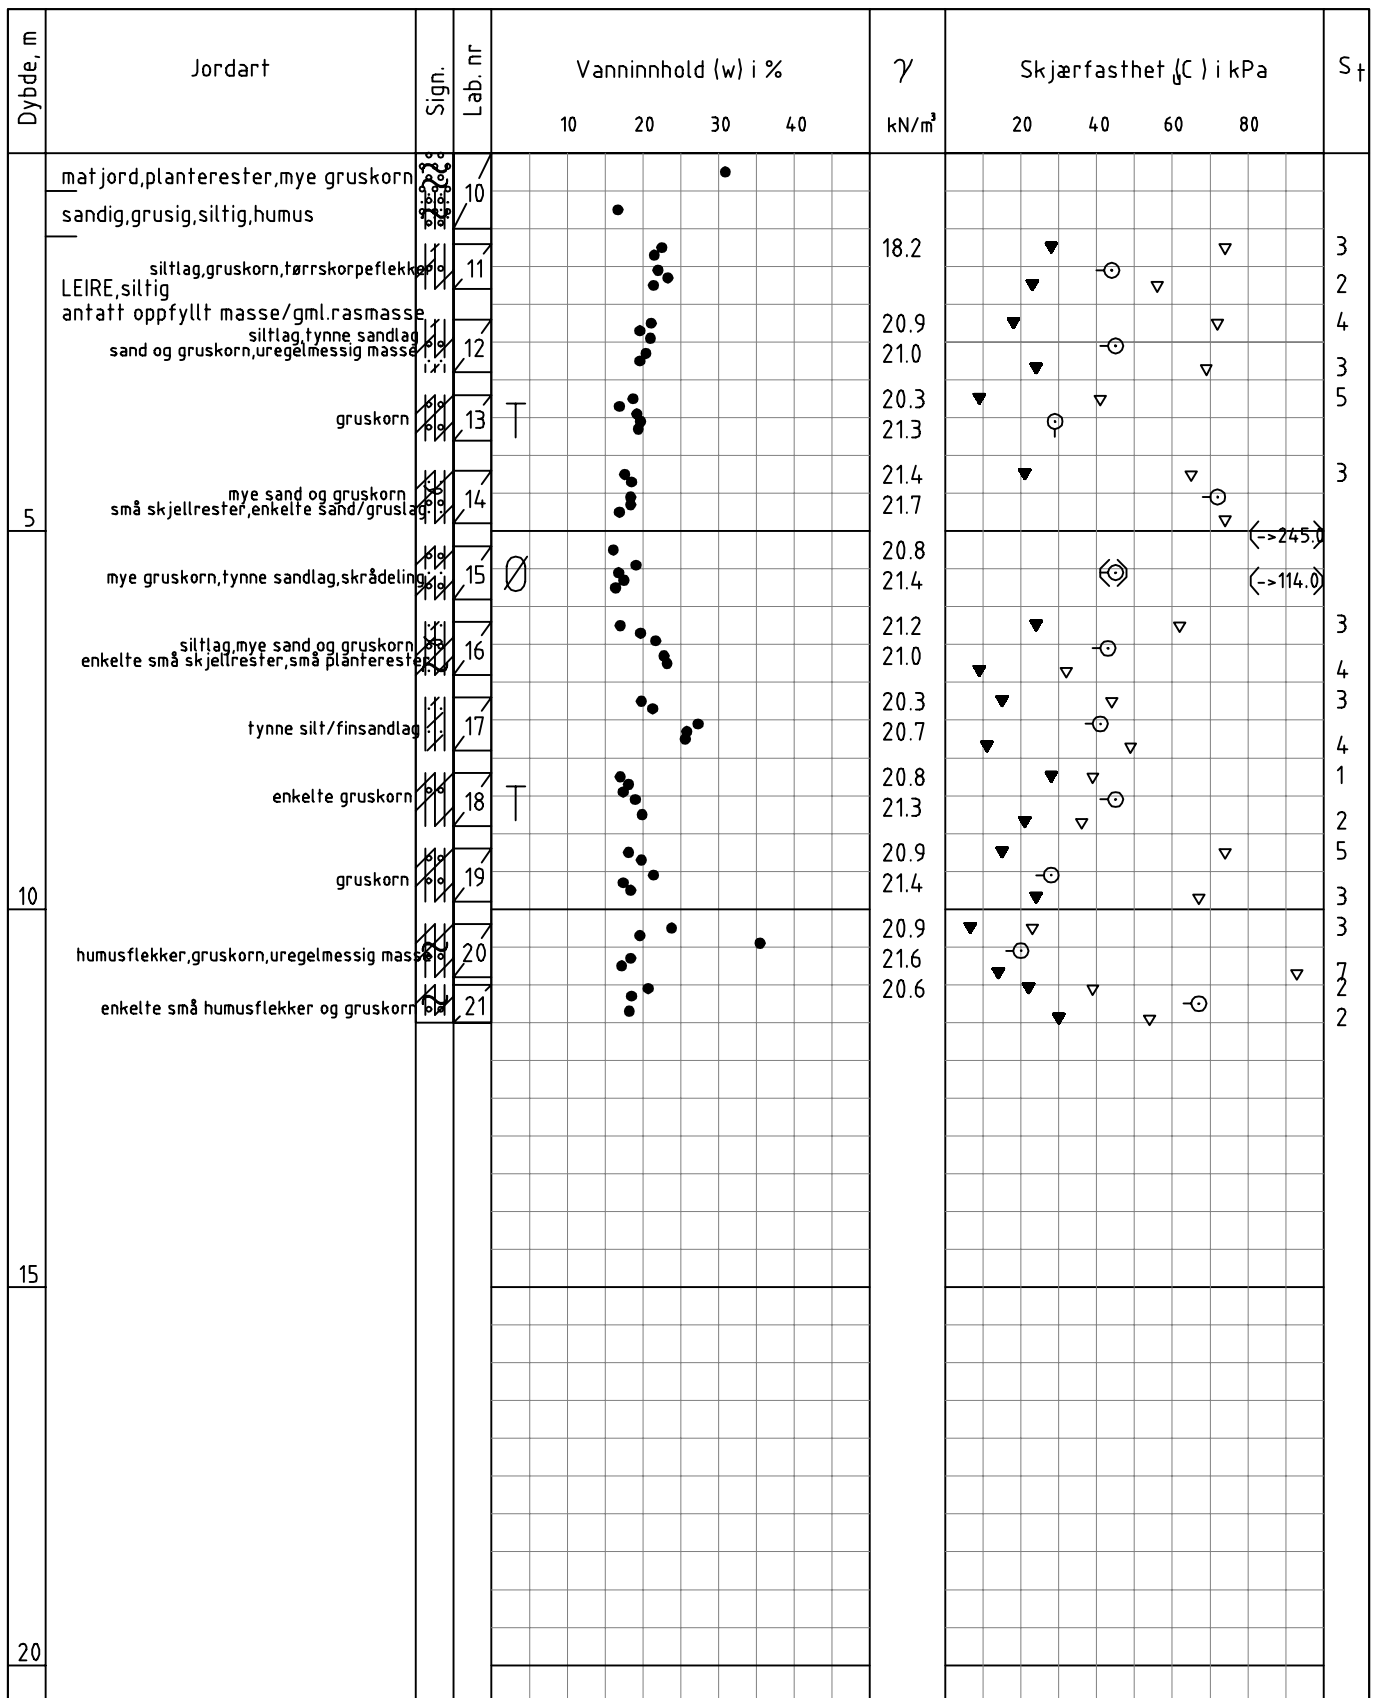 Dybde, m
Jordart
Sign.
Lab. nr
Vanninnhold (w) i %
γ
Skjærfasthet (Cu) i kPa
St
10 20 30 40
kN/m³
20 40 60 80
matjord,planterester,mye gruskorn
10
sandig,grusig,siltig,humus
18.2
3
siltlag,gruskorn,tørrskorpeflekker
11
LEIRE,siltig
2
antatt oppfyllt masse/gml.rasmasse
20.9
4
siltlag,tynne sandlag
sand og gruskorn,uregelmessig masse
12
21.0
3
20.3
5
gruskorn
13
T
21.3
21.4
3
mye sand og gruskorn
14
små skjellrester,enkelte sand/gruslag
21.7
5
(->245.0
20.8
mye gruskorn,tynne sandlag,skrådeling
15
Ø
21.4
(->114.0)
21.2
3
siltlag,mye sand og gruskorn
16
enkelte små skjellrester,små planterester
21.0
4
20.3
3
tynne silt/finsandlag
17
20.7
4
20.8
1
enkelte gruskorn
18
T
21.3
2
20.9
5
gruskorn
19
21.4
10
3
20.9
3
humusflekker,gruskorn,uregelmessig masse
20
21.6
7
20.6
2
enkelte små humusflekker og gruskorn
21
2
15
20